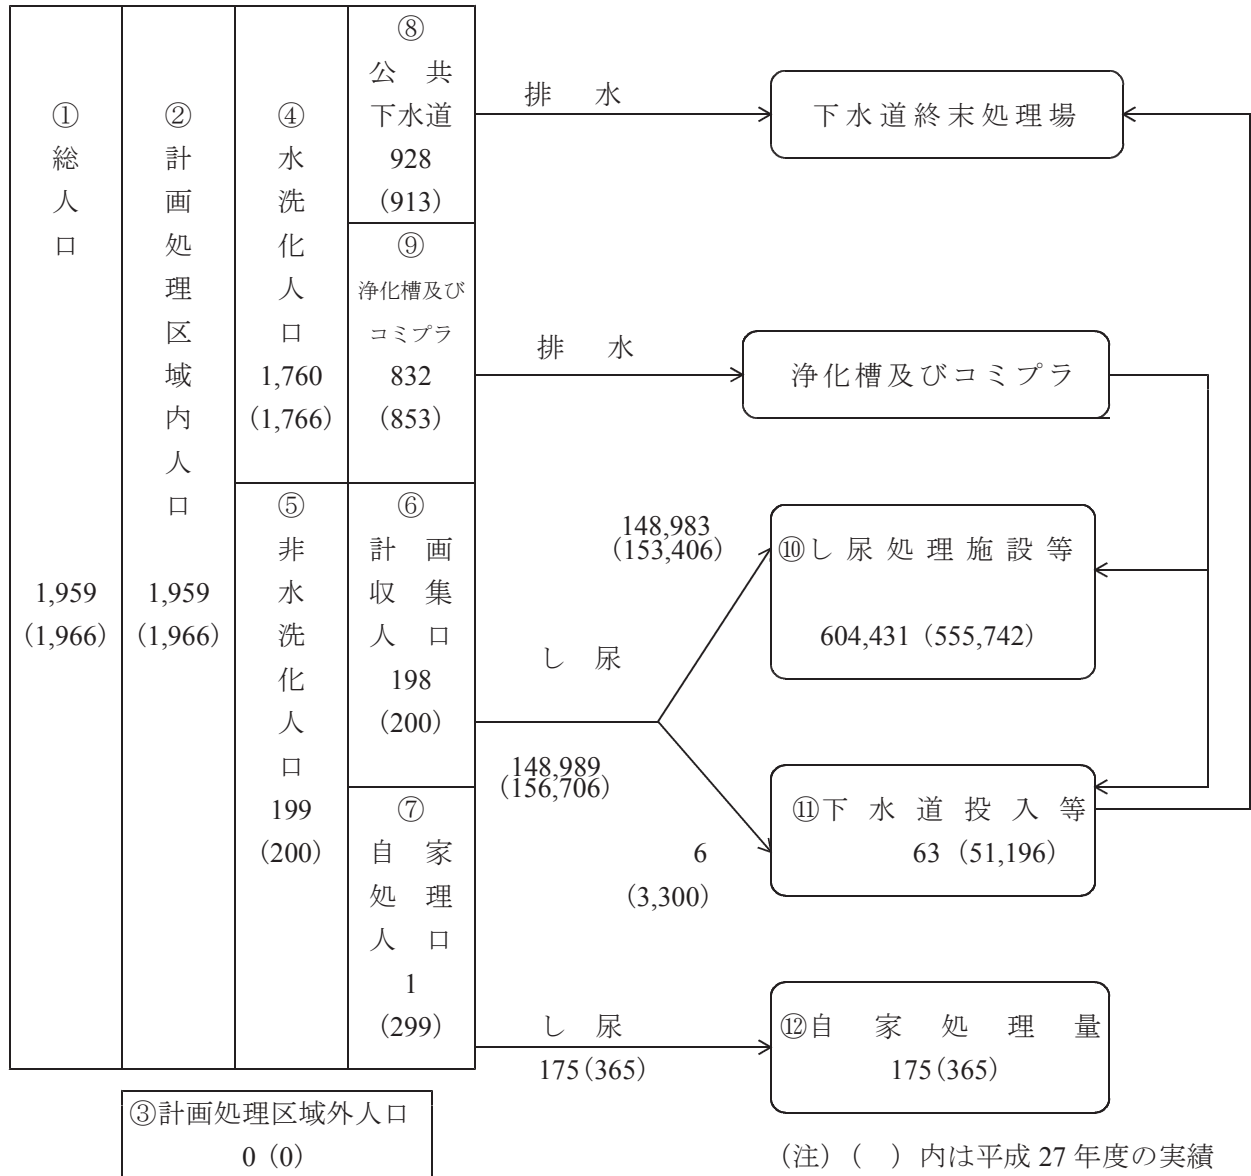 ①
総人口
1,959
(1,966)
②
計画処理区域内人口
1,959
(1,966)
④
水洗化人口
1,760
(1,766)
⑤
非水洗化人口
199
(200)
⑧
公共
下水道
928
(913)
⑨
浄化槽及び
コミプラ
832
(853)
⑥
計画
収集
人口
198
(200)
⑦
自家
処理
人口
1
(299)
③計画処理区域外人口
0 (0)
排水
下水道終末処理場
排水
浄化槽及びコミプラ
148,983
(153,406)
⑩し尿処理施設等
604,431 (555,742)
し尿
148,989
(156,706)
⑪下水道投入等
63 (51,196)
6
(3,300)
し尿
175(365)
⑫自家処理量
175(365)
(注)( )内は平成 27 年度の実績